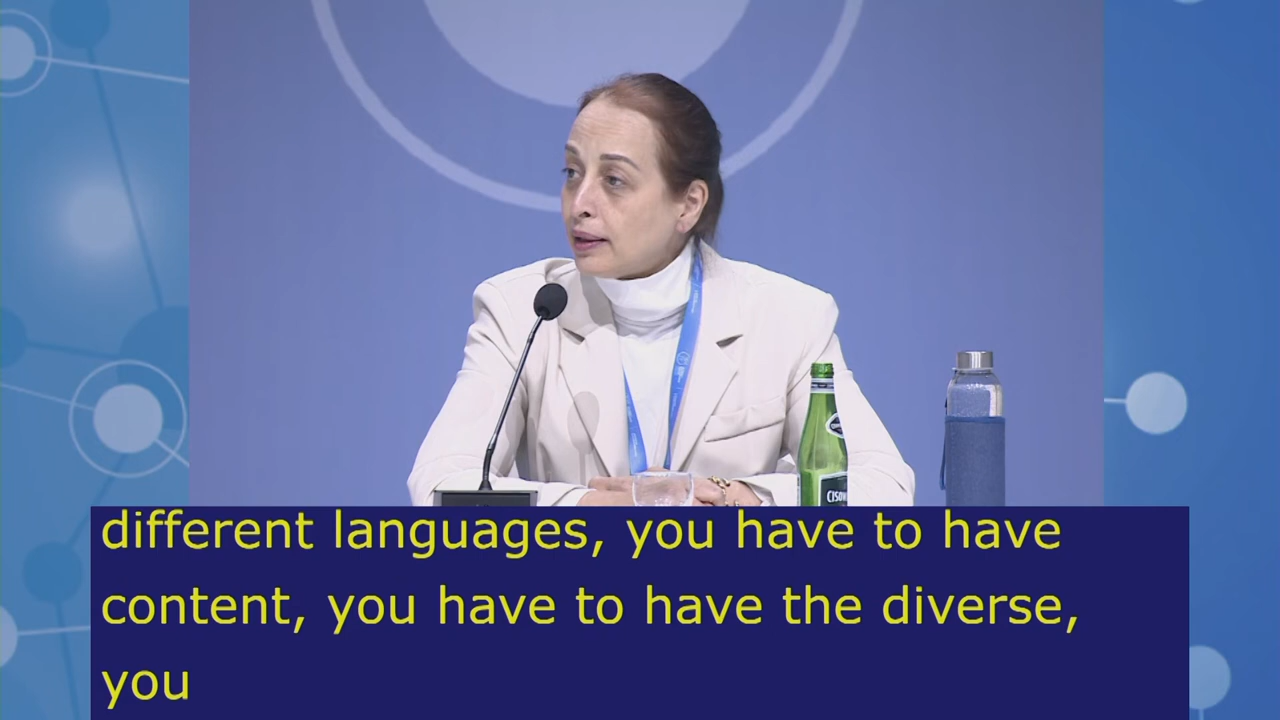 different languages, you have to have
content, you have to have the diverse,
you